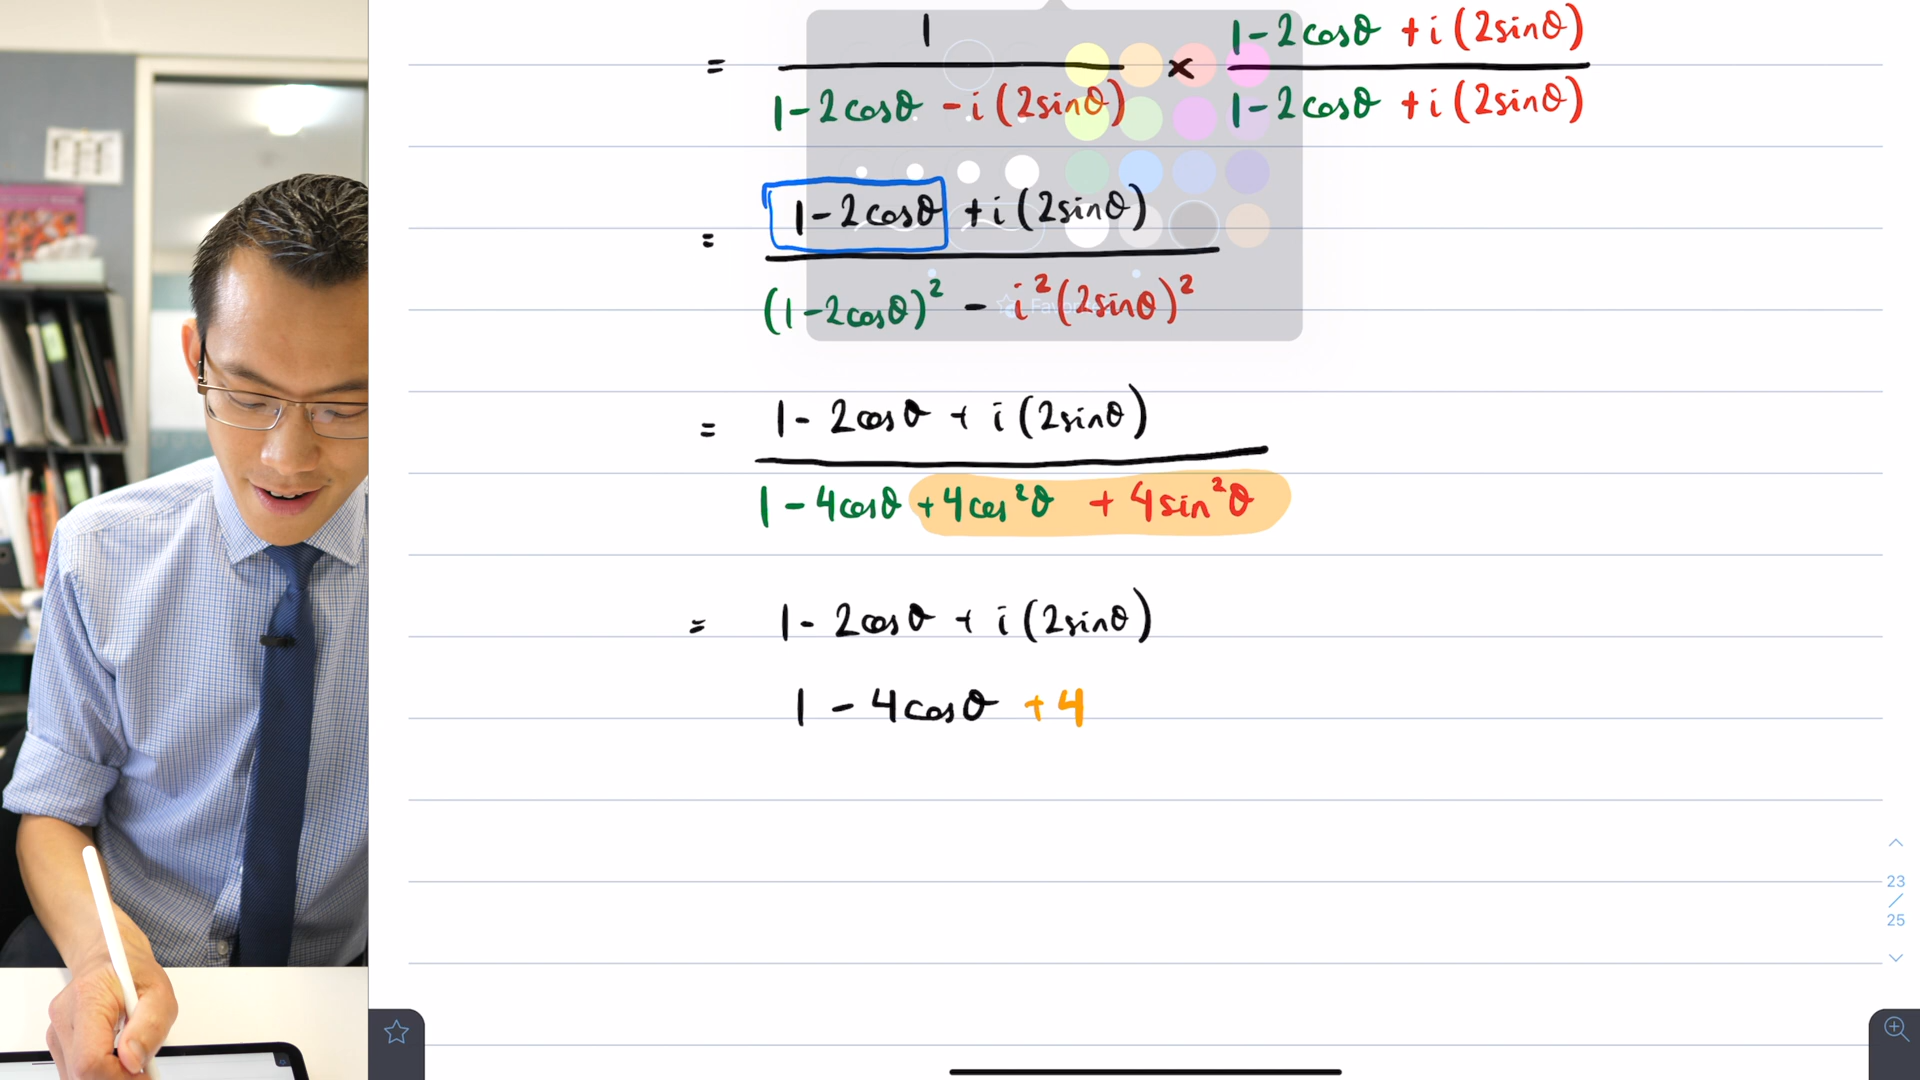 1 1-2cosθ +i(2sinθ)
= ×
1-2cosθ -i(2sinθ) 1-2cosθ +i(2sinθ)
1-2cosθ +i(2sinθ)
=
(1-2cosθ)² - i²(2sinθ)²
1- 2cosθ + i(2sinθ)
=
1-4cosθ +4cos²θ + 4sin²θ
= 1- 2cosθ + i(2sinθ)
1 - 4cosθ +4
23
/
25